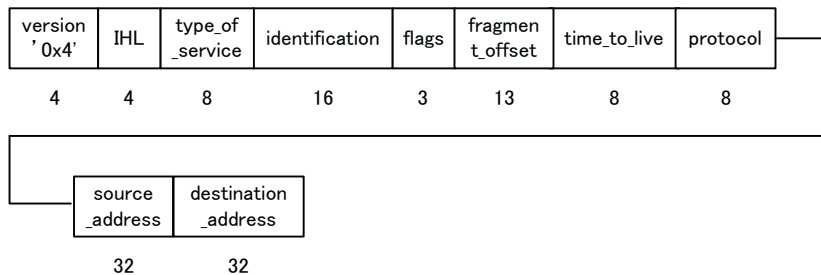 version
'0x4'
IHL
type_of
_service
identification
flags
fragmen
t_offset
time_to_live
protocol
4
4
8
16
3
13
8
8
source
_address
destination
_address
32
32